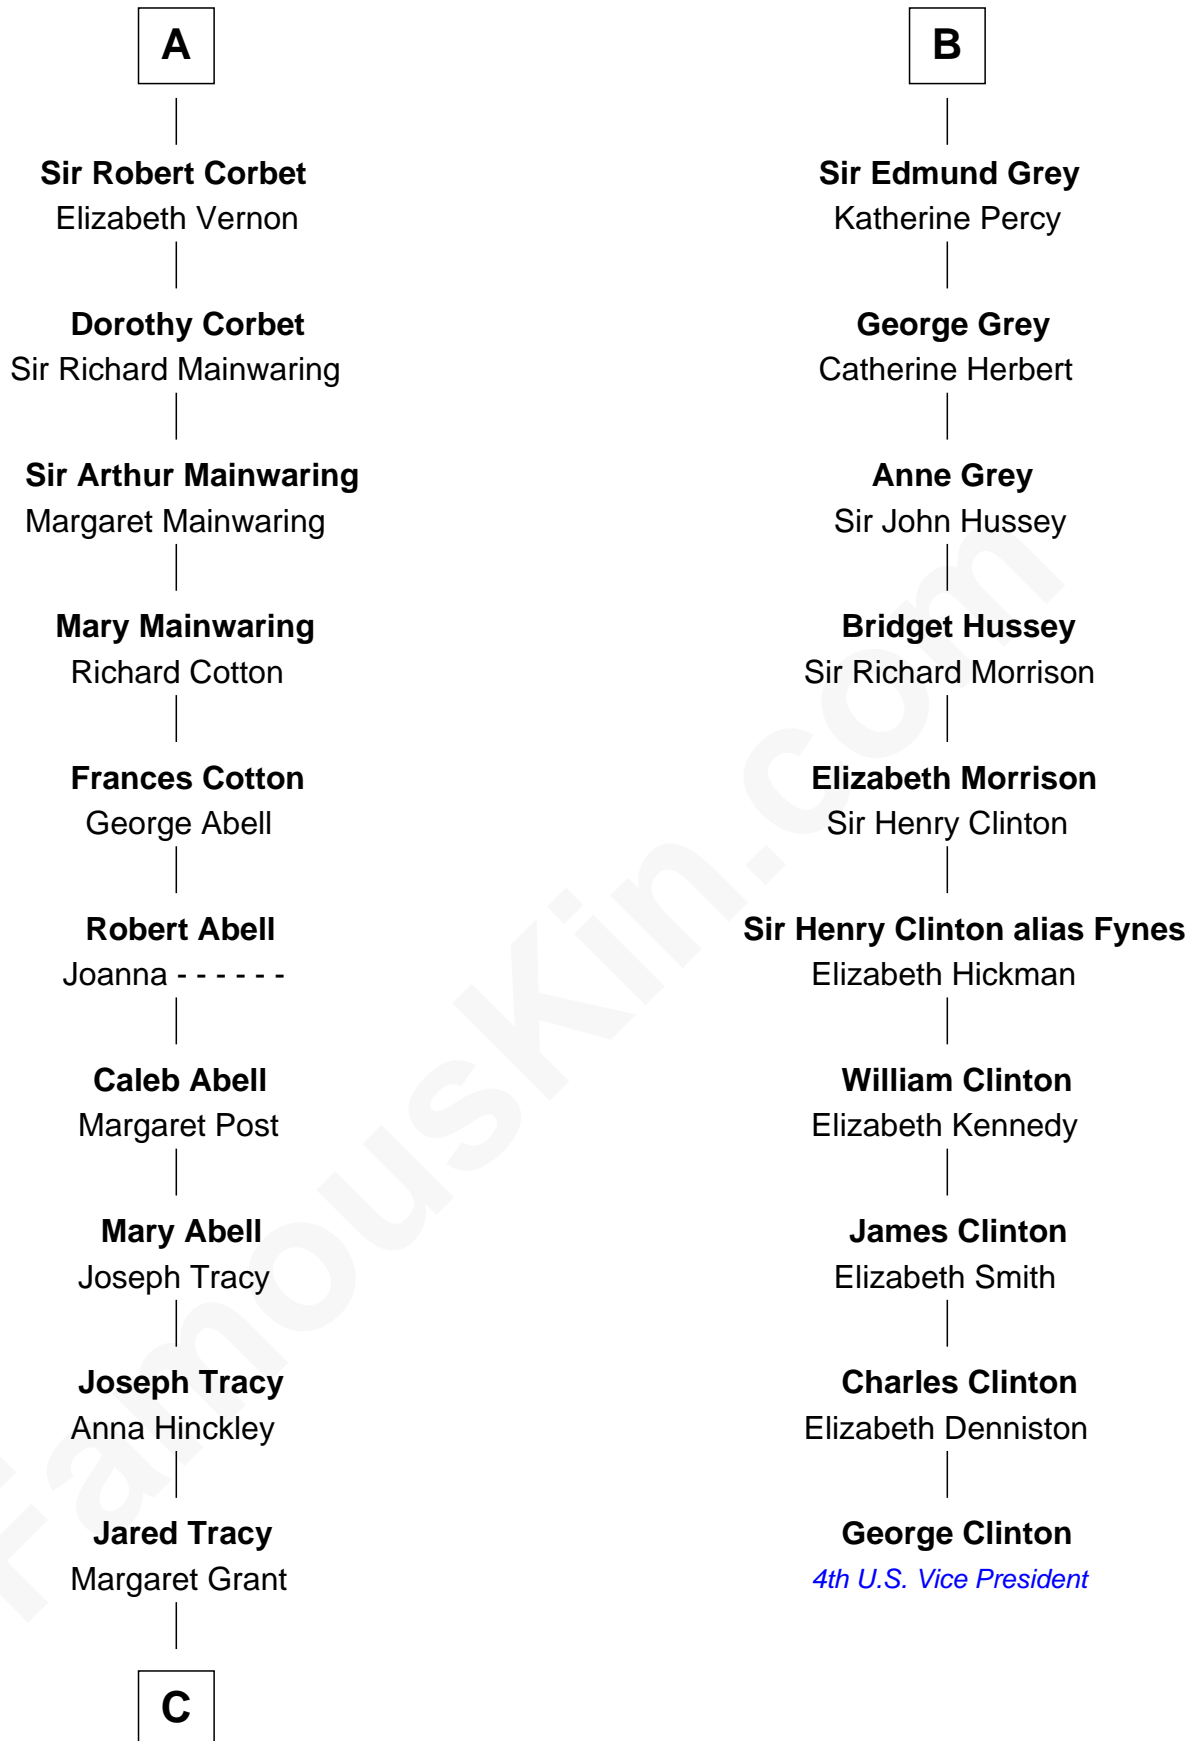 A
Sir Robert Corbet
Elizabeth Vernon
Dorothy Corbet
Sir Richard Mainwaring
Sir Arthur Mainwaring
Margaret Mainwaring
Mary Mainwaring
Richard Cotton
Frances Cotton
George Abell
Robert Abell
Joanna - - - - - -
Caleb Abell
Margaret Post
Mary Abell
Joseph Tracy
Joseph Tracy
Anna Hinckley
Jared Tracy
Margaret Grant
C
B
Sir Edmund Grey
Katherine Percy
George Grey
Catherine Herbert
Anne Grey
Sir John Hussey
Bridget Hussey
Sir Richard Morrison
Elizabeth Morrison
Sir Henry Clinton
Sir Henry Clinton alias Fynes
Elizabeth Hickman
William Clinton
Elizabeth Kennedy
James Clinton
Elizabeth Smith
Charles Clinton
Elizabeth Denniston
George Clinton
4th U.S. Vice President
FamousKin.com